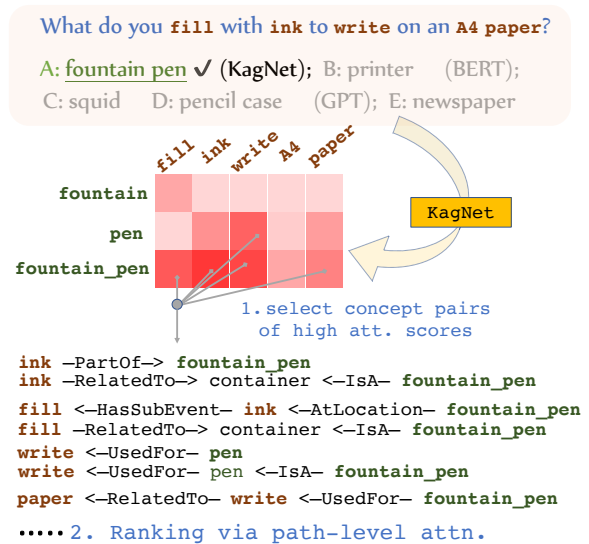 What do you fill with ink to write on an A4 paper?
A: fountain pen ✔ (KagNet); B: printer (BERT);
C: squid D: pencil case (GPT); E: newspaper
fill ink write A4 paper
fountain
pen
fountain_pen
KagNet
1.select concept pairs
of high att. scores
ink —PartOf—> fountain_pen
ink —RelatedTo—> container <—IsA— fountain_pen
fill <—HasSubEvent— ink <—AtLocation— fountain_pen
fill —RelatedTo—> container <—IsA— fountain_pen
write <—UsedFor— pen
write <—UsedFor— pen <—IsA— fountain_pen
paper <—RelatedTo— write <—UsedFor— fountain_pen
····· 2. Ranking via path-level attn.